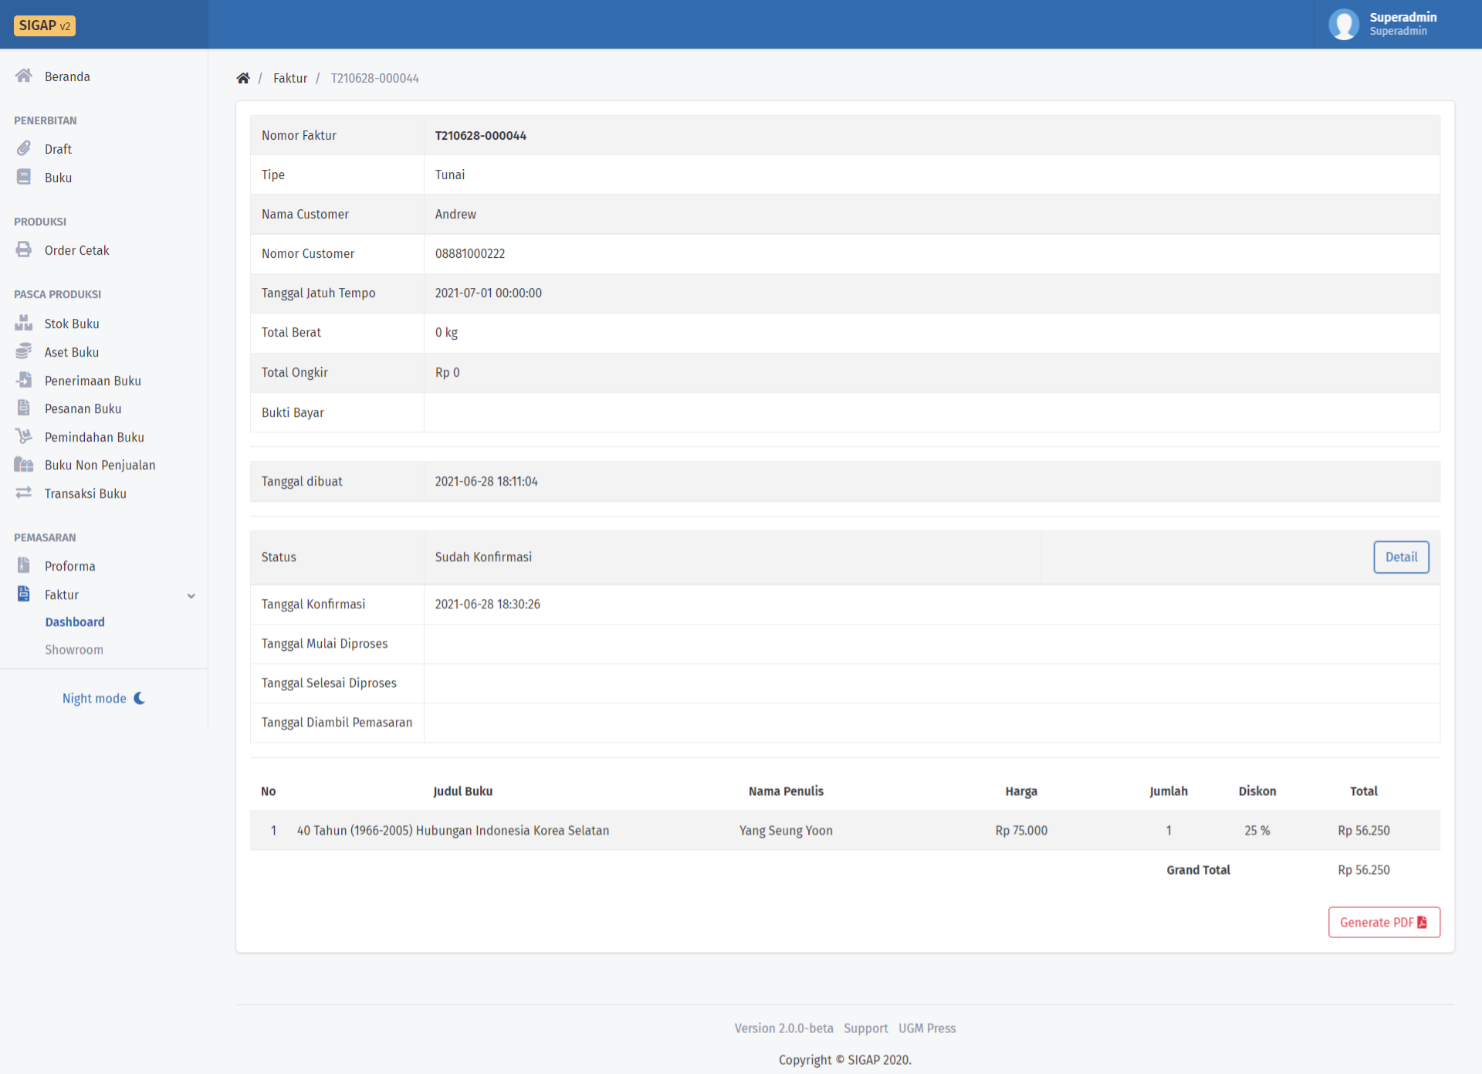 SIGAP v2
Superadmin
Superadmin
Beranda
PENERBITAN
Draft
Buku
PRODUKSI
Order Cetak
PASCA PRODUKSI
Stok Buku
Aset Buku
Penerimaan Buku
Pesanan Buku
Pemindahan Buku
Buku Non Penjualan
Transaksi Buku
PEMASARAN
Proforma
Faktur
Dashboard
Showroom
Night mode
/ Faktur / T210628-000044
Nomor Faktur T210628-000044
Tipe Tunai
Nama Customer Andrew
Nomor Customer 08881000222
Tanggal Jatuh Tempo 2021-07-01 00:00:00
Total Berat 0 kg
Total Ongkir Rp 0
Bukti Bayar
Tanggal dibuat 2021-06-28 18:11:04
Status Sudah Konfirmasi Detail
Tanggal Konfirmasi 2021-06-28 18:30:26
Tanggal Mulai Diproses
Tanggal Selesai Diproses
Tanggal Diambil Pemasaran
No Judul Buku Nama Penulis Harga Jumlah Diskon Total
1 40 Tahun (1966-2005) Hubungan Indonesia Korea Selatan Yang Seung Yoon Rp 75.000 1 25 % Rp 56.250
Grand Total Rp 56.250
Generate PDF
Version 2.0.0-beta Support UGM Press
Copyright © SIGAP 2020.